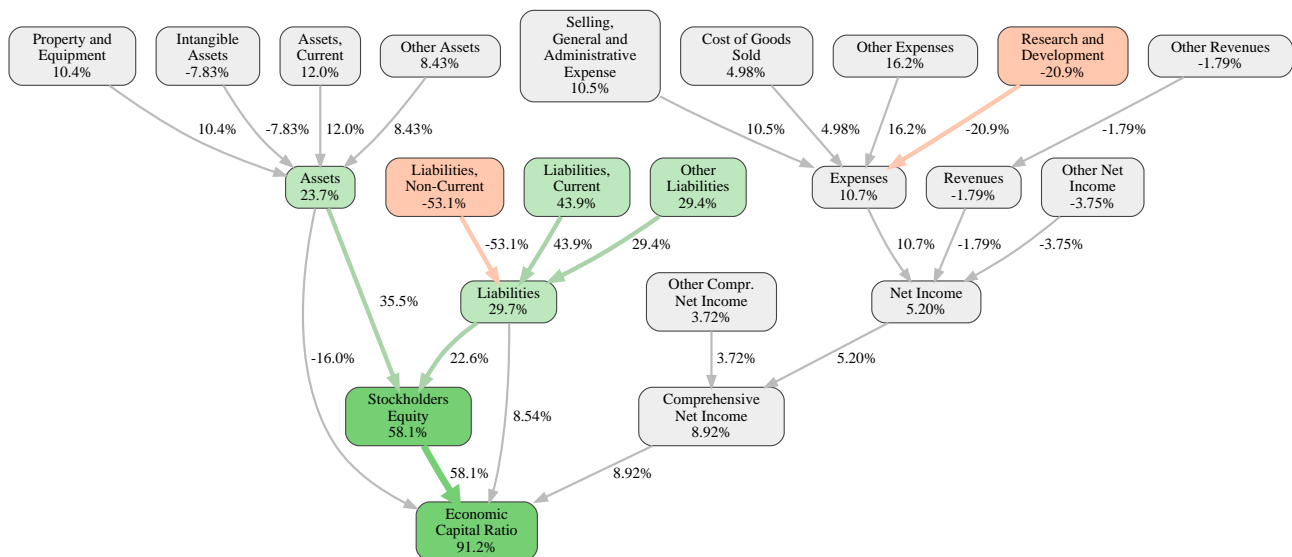 Property and
Equipment
10.4%
Intangible
Assets
-7.83%
Assets,
Current
12.0%
Other Assets
8.43%
Selling,
General and
Administrative
Expense
10.5%
Cost of Goods
Sold
4.98%
Other Expenses
16.2%
Research and
Development
-20.9%
Other Revenues
-1.79%
10.4%
-7.83%
12.0%
8.43%
10.5%
4.98%
16.2%
-20.9%
-1.79%
Assets
23.7%
Liabilities,
Non-Current
-53.1%
Liabilities,
Current
43.9%
Other
Liabilities
29.4%
Expenses
10.7%
Revenues
-1.79%
Other Net
Income
-3.75%
-53.1%
43.9%
29.4%
10.7%
-1.79%
-3.75%
35.5%
Liabilities
29.7%
Other Compr.
Net Income
3.72%
Net Income
5.20%
-16.0%
22.6%
3.72%
5.20%
Stockholders
Equity
58.1%
8.54%
Comprehensive
Net Income
8.92%
58.1%
8.92%
Economic
Capital Ratio
91.2%